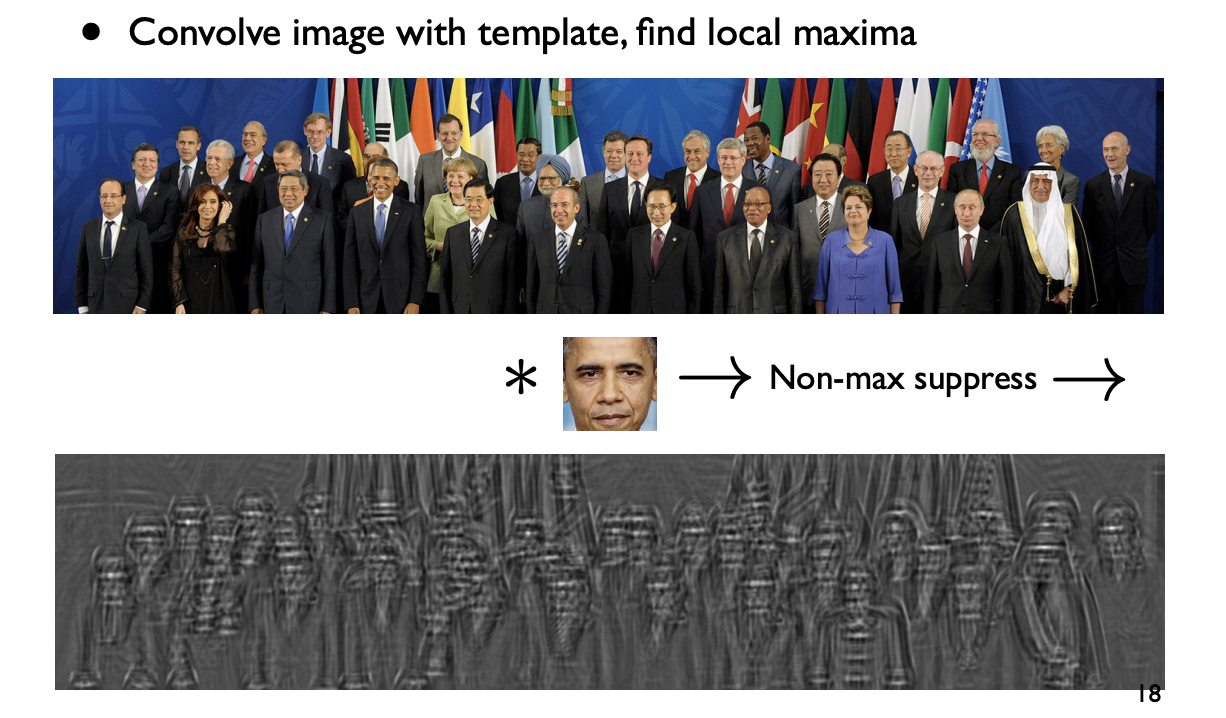 • Convolve image with template, find local maxima
* → Non-max suppress →
18